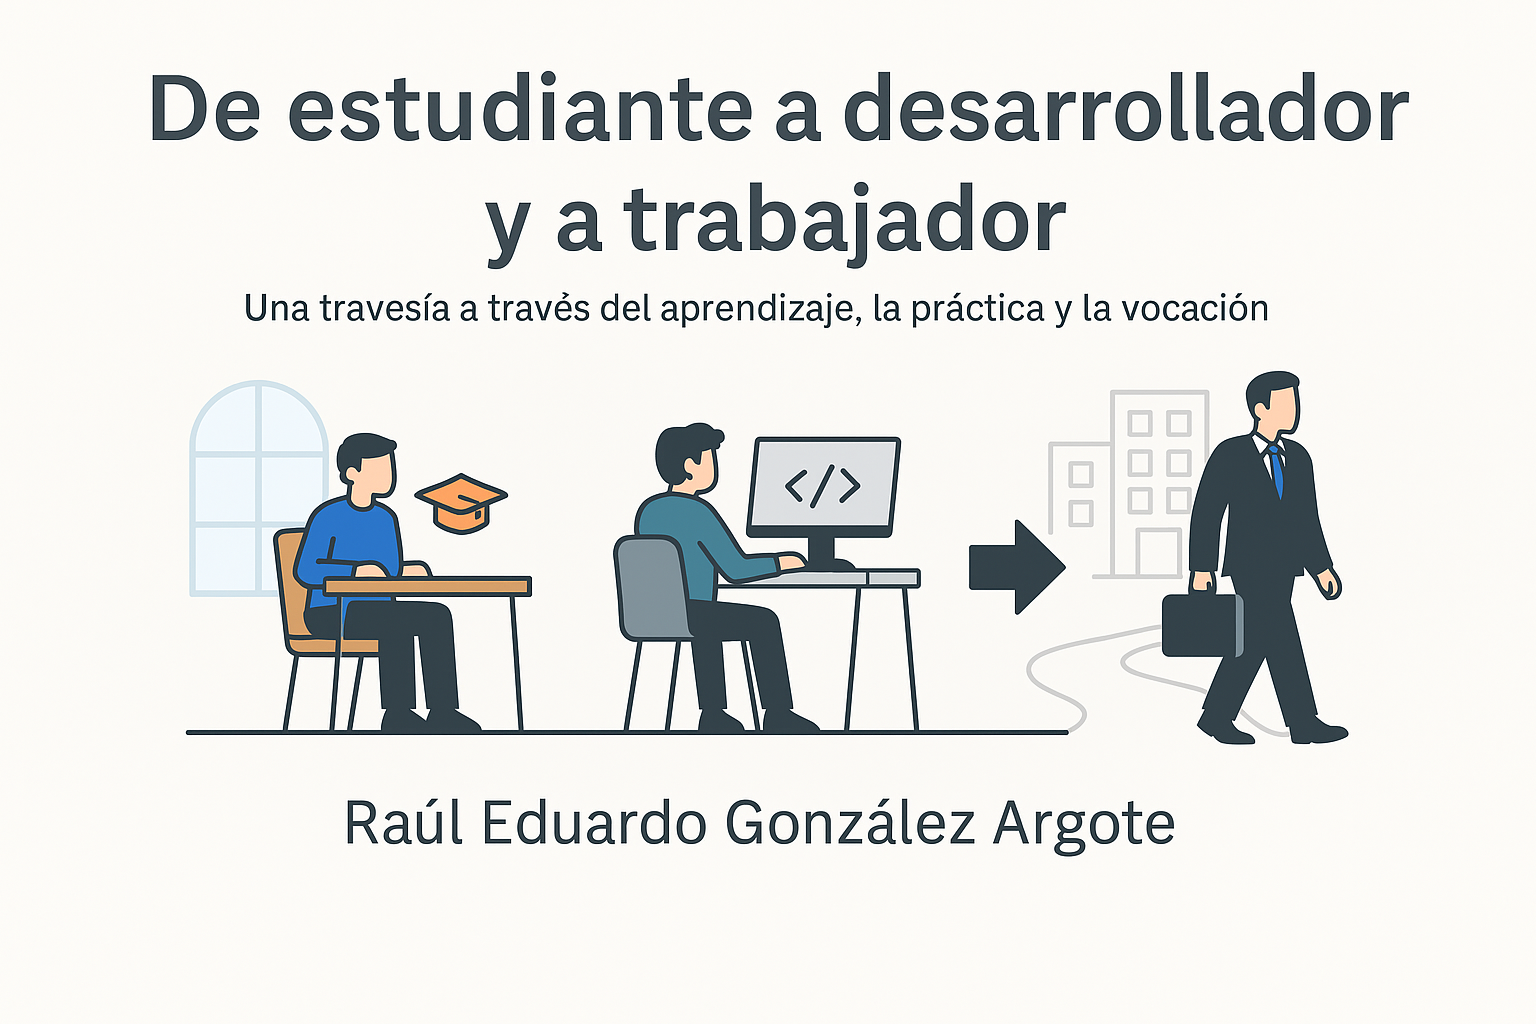 De estudiante a desarrollador
y a trabajador
Una travesía a través del aprendizaje, la práctica y la vocación
</>
Raúl Eduardo González Argote